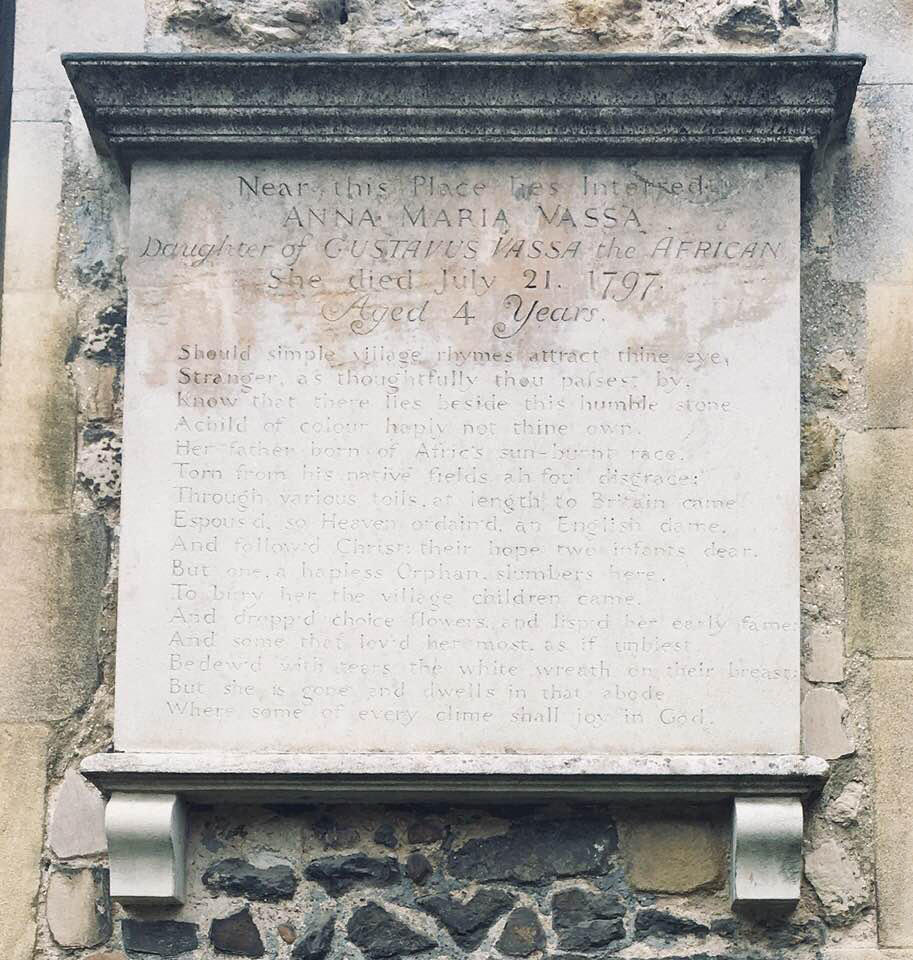 Near this Place lies Interred
ANNA MARIA VASSA
Daughter of GUSTAVUS VASSA the AFRICAN
She died July 21. 1797.
Aged 4 Years.
Should simple village rhymes attract thine eye,
Stranger, as thoughtfully thou paſsest by,
Know that there lies beside this humble stone
A child of colour haply not thine own.
Her father born of Afric's sun-burnt race,
Torn from his native fields, ah foul disgrace;
Through various toils, at length to Britain came
Espous'd, so Heaven ordain'd, an English dame,
And follow'd Christ; their hope two infants dear.
But one, a hapless Orphan, slumbers here.
To bury her the village children came,
And dropp'd choice flowers, and lisp'd her early fame;
And some that lov'd her most, as if unblest,
Bedew'd with tears the white wreath on their breast;
But she is gone and dwells in that abode
Where some of every clime shall joy in God.